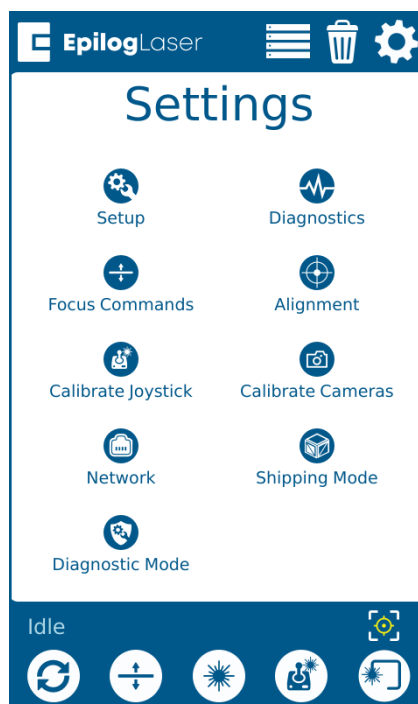 EpilogLaser
Settings
Setup
Diagnostics
Focus Commands
Alignment
Calibrate Joystick
Calibrate Cameras
Network
Shipping Mode
Diagnostic Mode
Idle